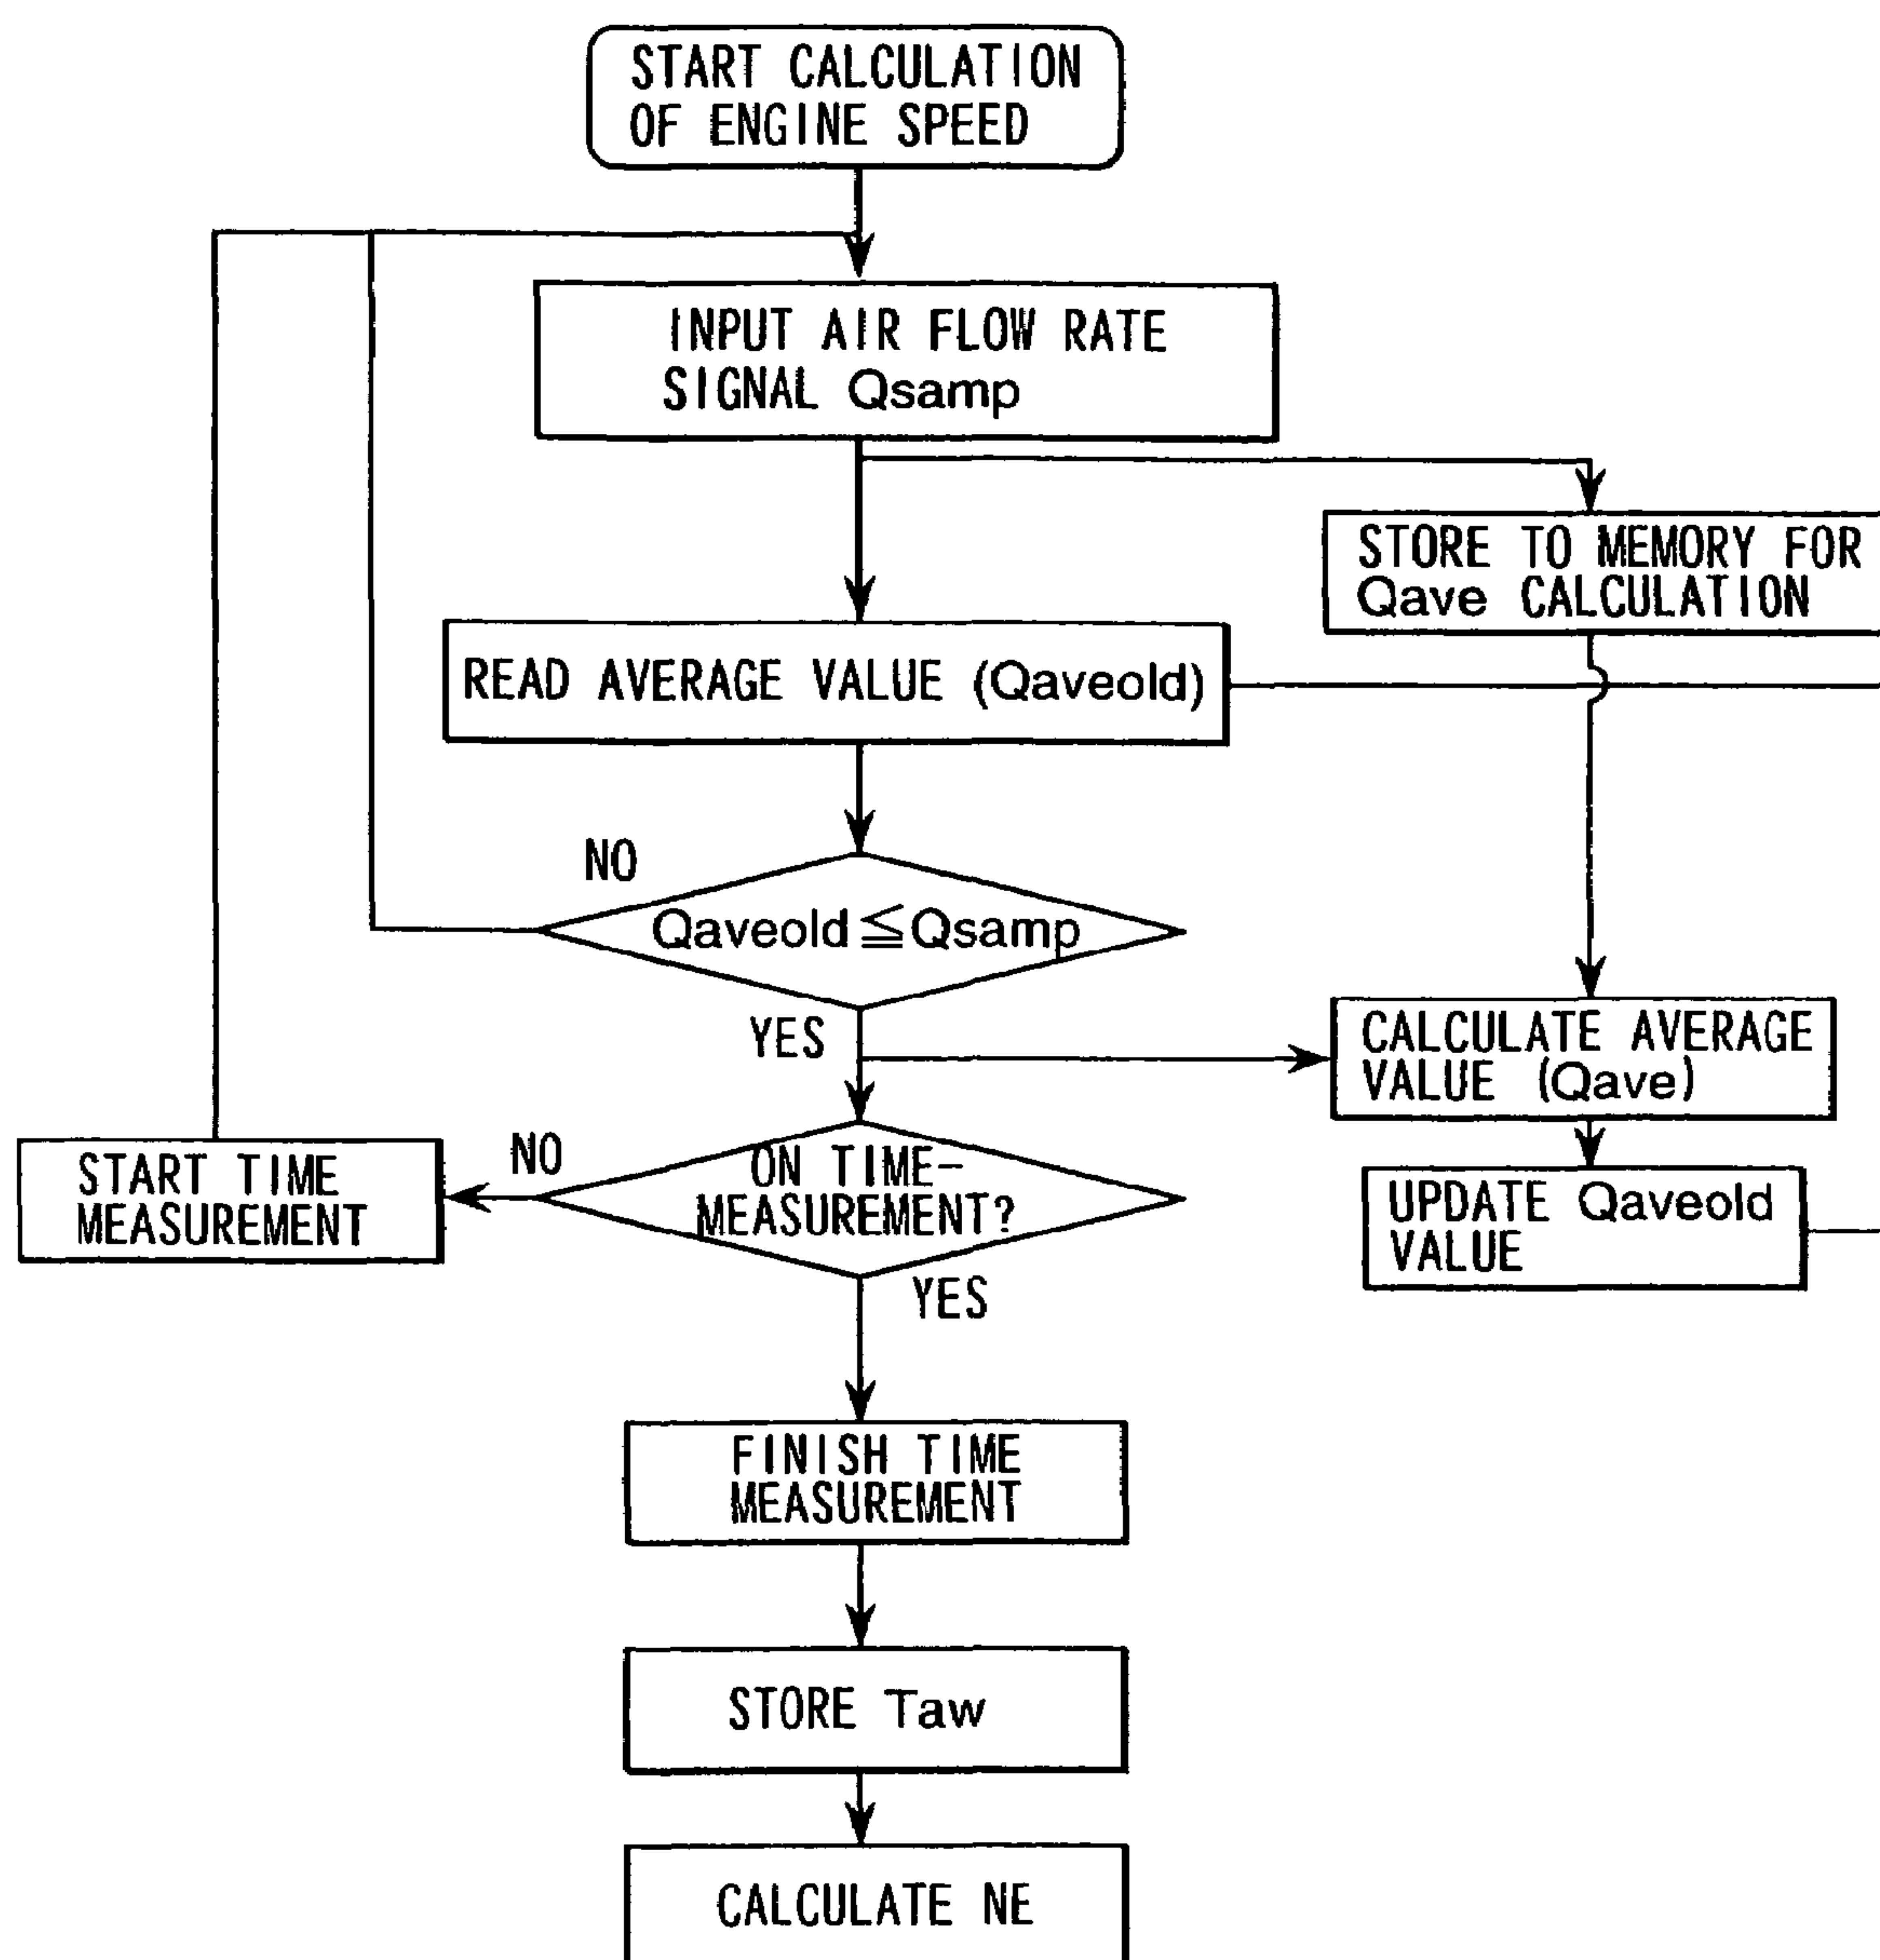 START CALCULATION
OF ENGINE SPEED
INPUT AIR FLOW RATE
SIGNAL Qsamp
STORE TO MEMORY FOR
Qave CALCULATION
READ AVERAGE VALUE (Qaveold)
NO
Qaveold≦Qsamp
YES
CALCULATE AVERAGE
VALUE (Qave)
NO
ON TIME-
MEASUREMENT?
START TIME
MEASUREMENT
UPDATE Qaveold
VALUE
YES
FINISH TIME
MEASUREMENT
STORE Taw
CALCULATE NE